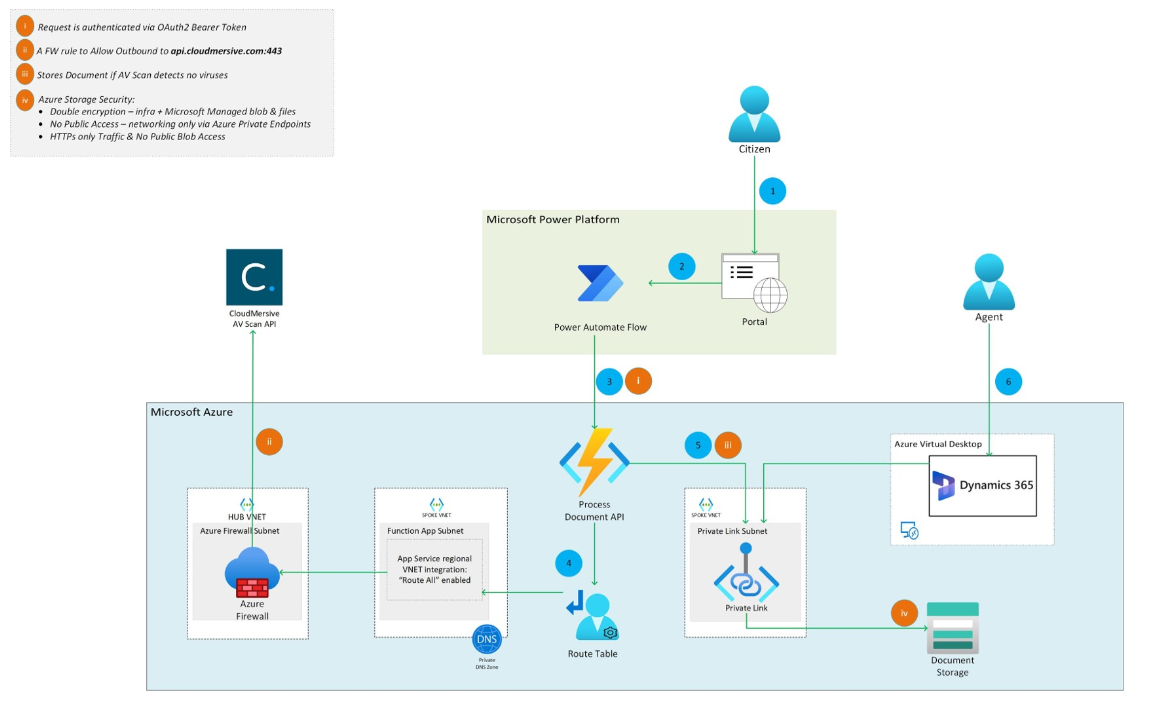 i Request is authenticated via OAuth2 Bearer Token
ii A FW rule to Allow Outbound to api.cloudmersive.com:443
iii Stores Document if AV Scan detects no viruses
iv Azure Storage Security:
• Double encryption – infra + Microsoft Managed blob & files
• No Public Access – networking only via Azure Private Endpoints
• HTTPs only Traffic & No Public Blob Access
Citizen
1
Microsoft Power Platform
2
Power Automate Flow
Portal
C.
CloudMersive
AV Scan API
Agent
3
i
6
Microsoft Azure
ii
5
iii
Azure Virtual Desktop
Dynamics 365
Process
Document API
HUB VNET
Azure Firewall Subnet
Azure
Firewall
SPOKE VNET
Function App Subnet
App Service regional
VNET integration:
"Route All" enabled
DNS
Private
DNS Zone
4
Route Table
SPOKE VNET
Private Link Subnet
Private Link
iv
Document
Storage